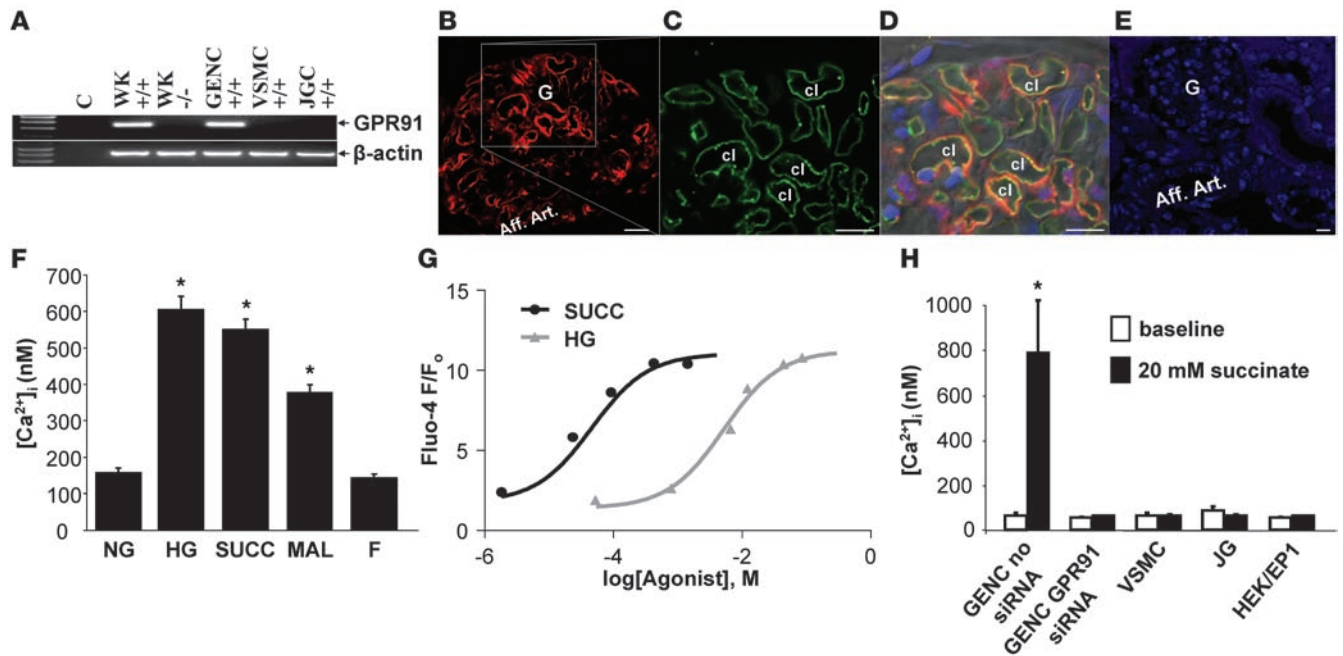 A
C
WK +/+
WK -/-
GENC +/+
VSMC +/+
JGC +/+
GPR91
β-actin
B
G
Aff. Art.
C
cl
cl
cl
cl
D
cl
cl
cl
cl
E
G
Aff. Art.
F
[Ca²⁺]ᵢ (nM)
700
600
500
400
300
200
100
0
*
*
*
NG
HG
SUCC
MAL
F
G
Fluo-4 F/Fₒ
15
10
5
0
SUCC
HG
-6
-4
-2
0
log[Agonist], M
H
[Ca²⁺]ᵢ (nM)
1000
800
600
400
200
0
*
baseline
20 mM succinate
GENC no
siRNA
GENC GPR91
siRNA
VSMC
JG
HEK/EP1